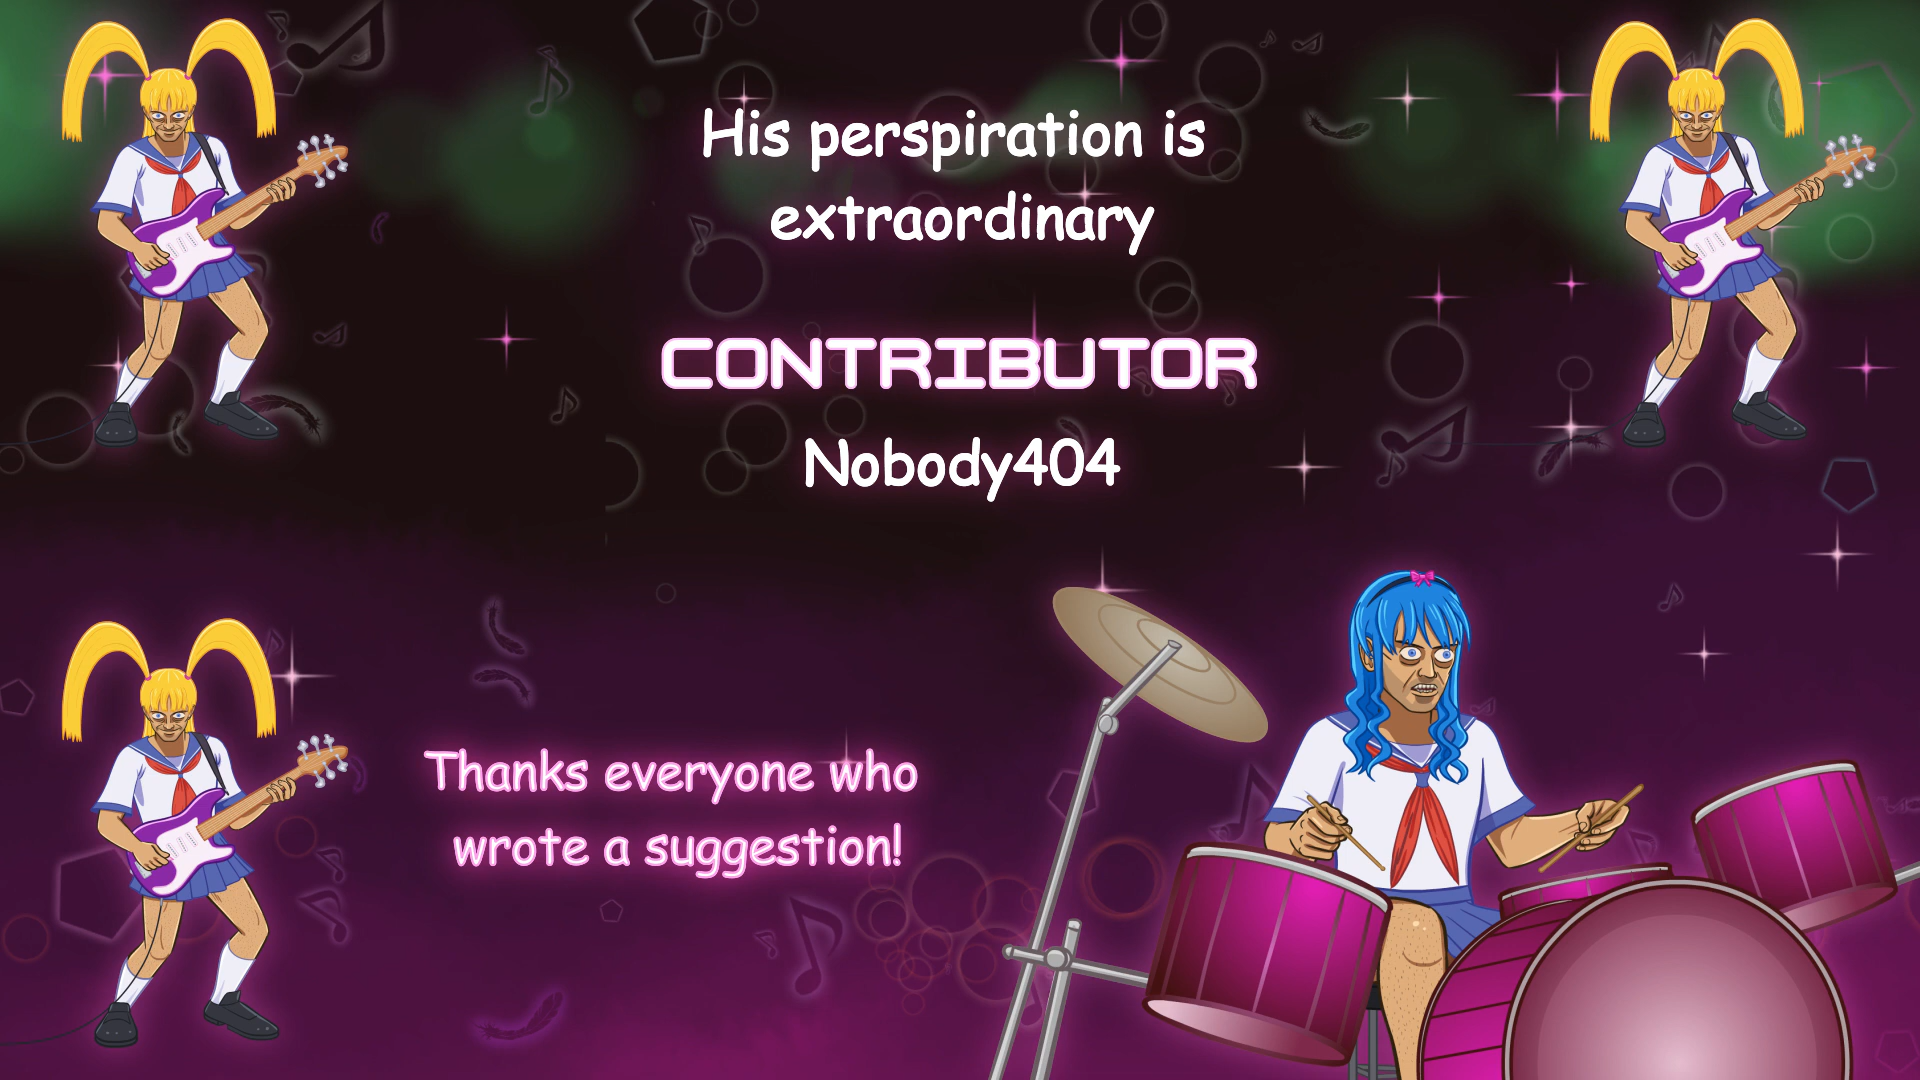 His perspiration is
extraordinary
CONTRIBUTOR
Nobody404
Thanks everyone who
wrote a suggestion!